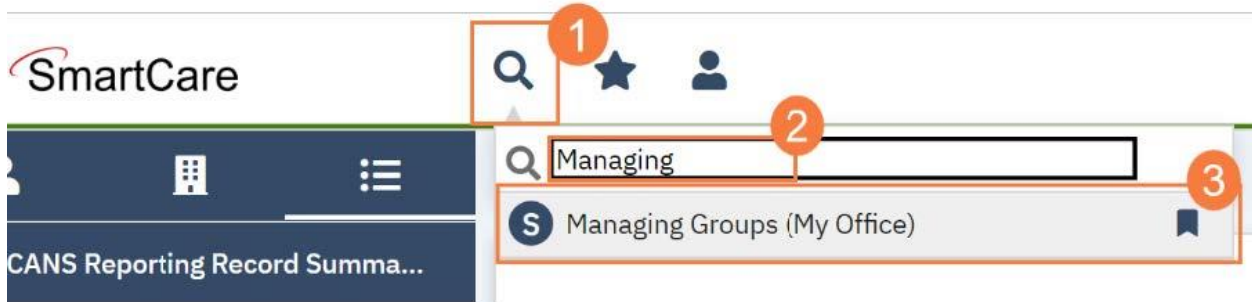 SmartCare
1
2
Managing
3
S Managing Groups (My Office)
CANS Reporting Record Summa...